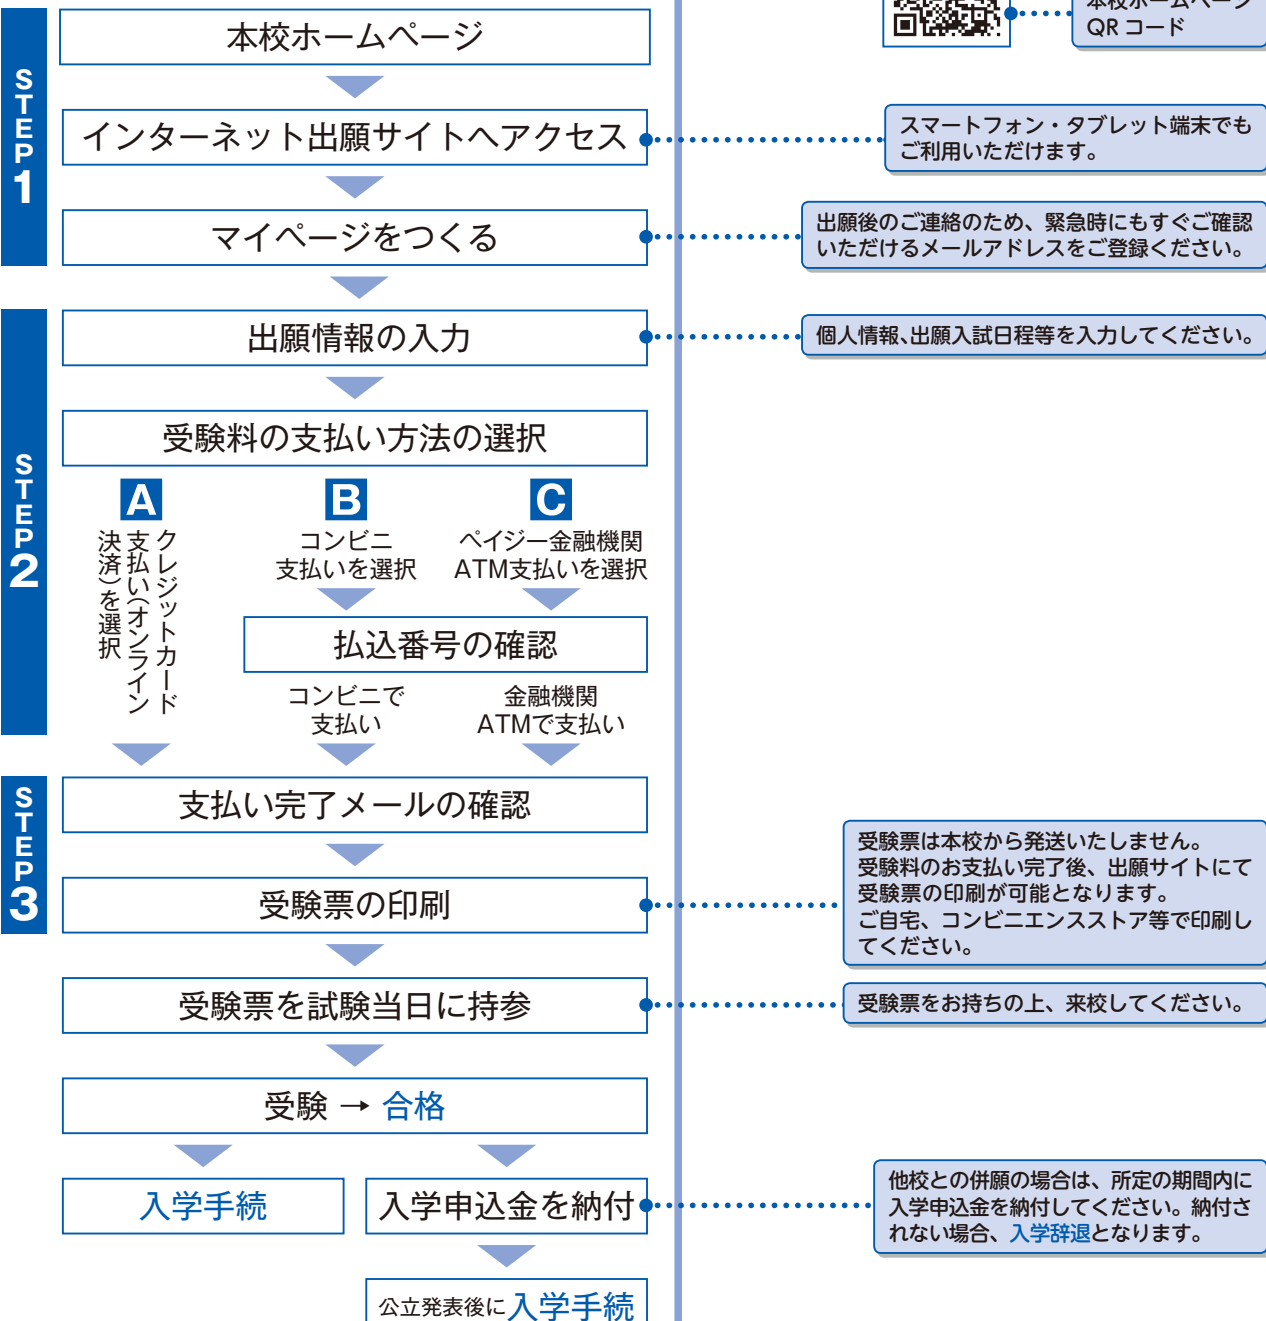 本校ホームページ
QR コード
STEP1
本校ホームページ
インターネット出願サイトへアクセス
スマートフォン・タブレット端末でも
ご利用いただけます。
マイページをつくる
出願後のご連絡のため、緊急時にもすぐご確認
いただけるメールアドレスをご登録ください。
STEP2
出願情報の入力
個人情報、出願入試日程等を入力してください。
受験料の支払い方法の選択
A
クレジットカード
支払い(オンライン
決済)を選択
B
コンビニ
支払いを選択
C
ペイジー金融機関
ATM支払いを選択
払込番号の確認
コンビニで
支払い
金融機関
ATMで支払い
STEP3
支払い完了メールの確認
受験票の印刷
受験票は本校から発送いたしません。
受験料のお支払い完了後、出願サイトにて
受験票の印刷が可能となります。
ご自宅、コンビニエンスストア等で印刷し
てください。
受験票を試験当日に持参
受験票をお持ちの上、来校してください。
受験 → 合格
入学手続
入学申込金を納付
他校との併願の場合は、所定の期間内に
入学申込金を納付してください。納付さ
れない場合、入学辞退となります。
公立発表後に入学手続